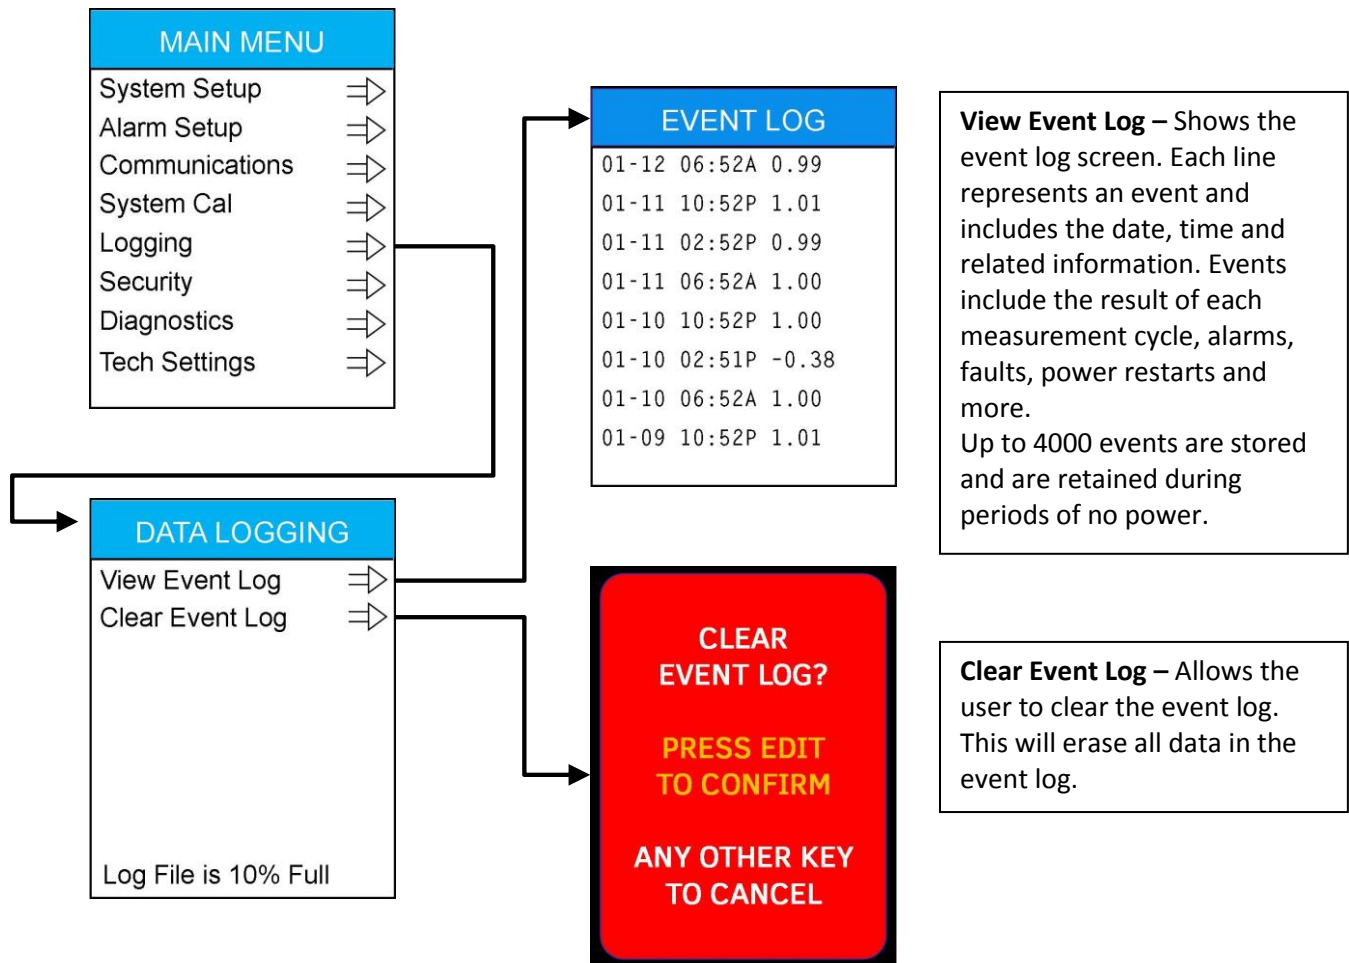 MAIN MENU
System Setup
Alarm Setup
Communications
System Cal
Logging
Security
Diagnostics
Tech Settings
DATA LOGGING
View Event Log
Clear Event Log
Log File is 10% Full
EVENT LOG
01-12 06:52A 0.99
01-11 10:52P 1.01
01-11 02:52P 0.99
01-11 06:52A 1.00
01-10 10:52P 1.00
01-10 02:51P -0.38
01-10 06:52A 1.00
01-09 10:52P 1.01
CLEAR
EVENT LOG?
PRESS EDIT
TO CONFIRM
ANY OTHER KEY
TO CANCEL
View Event Log – Shows the
event log screen. Each line
represents an event and
includes the date, time and
related information. Events
include the result of each
measurement cycle, alarms,
faults, power restarts and
more.
Up to 4000 events are stored
and are retained during
periods of no power.
Clear Event Log – Allows the
user to clear the event log.
This will erase all data in the
event log.